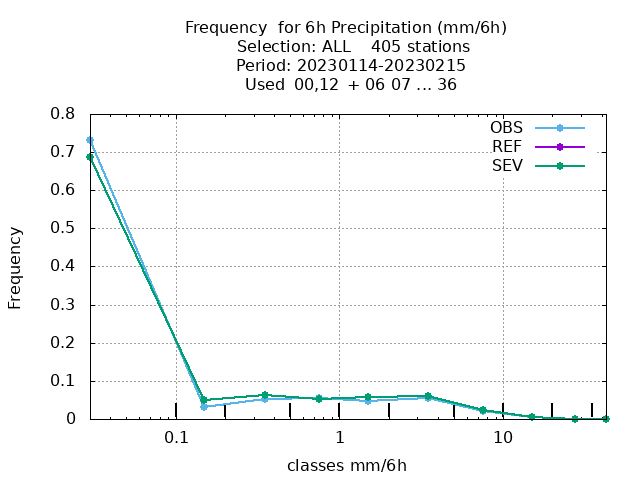 Frequency  for 6h Precipitation (mm/6h)
Selection: ALL    405 stations
Period: 20230114-20230215
Used  00,12  + 06 07 ... 36
OBS
REF
SEV
0.8
0.7
0.6
0.5
0.4
0.3
0.2
0.1
0
Frequency
0.1 1 10
classes mm/6h